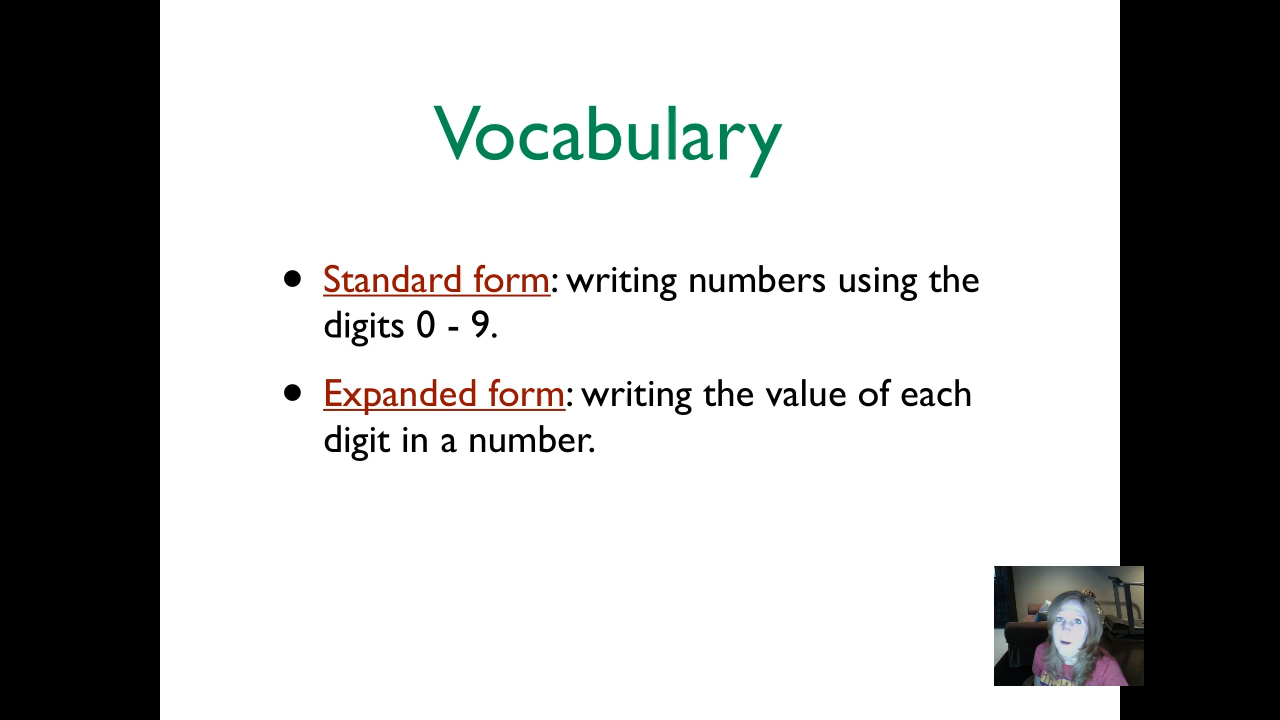 Vocabulary
• Standard form: writing numbers using the
digits 0 - 9.
• Expanded form: writing the value of each
digit in a number.